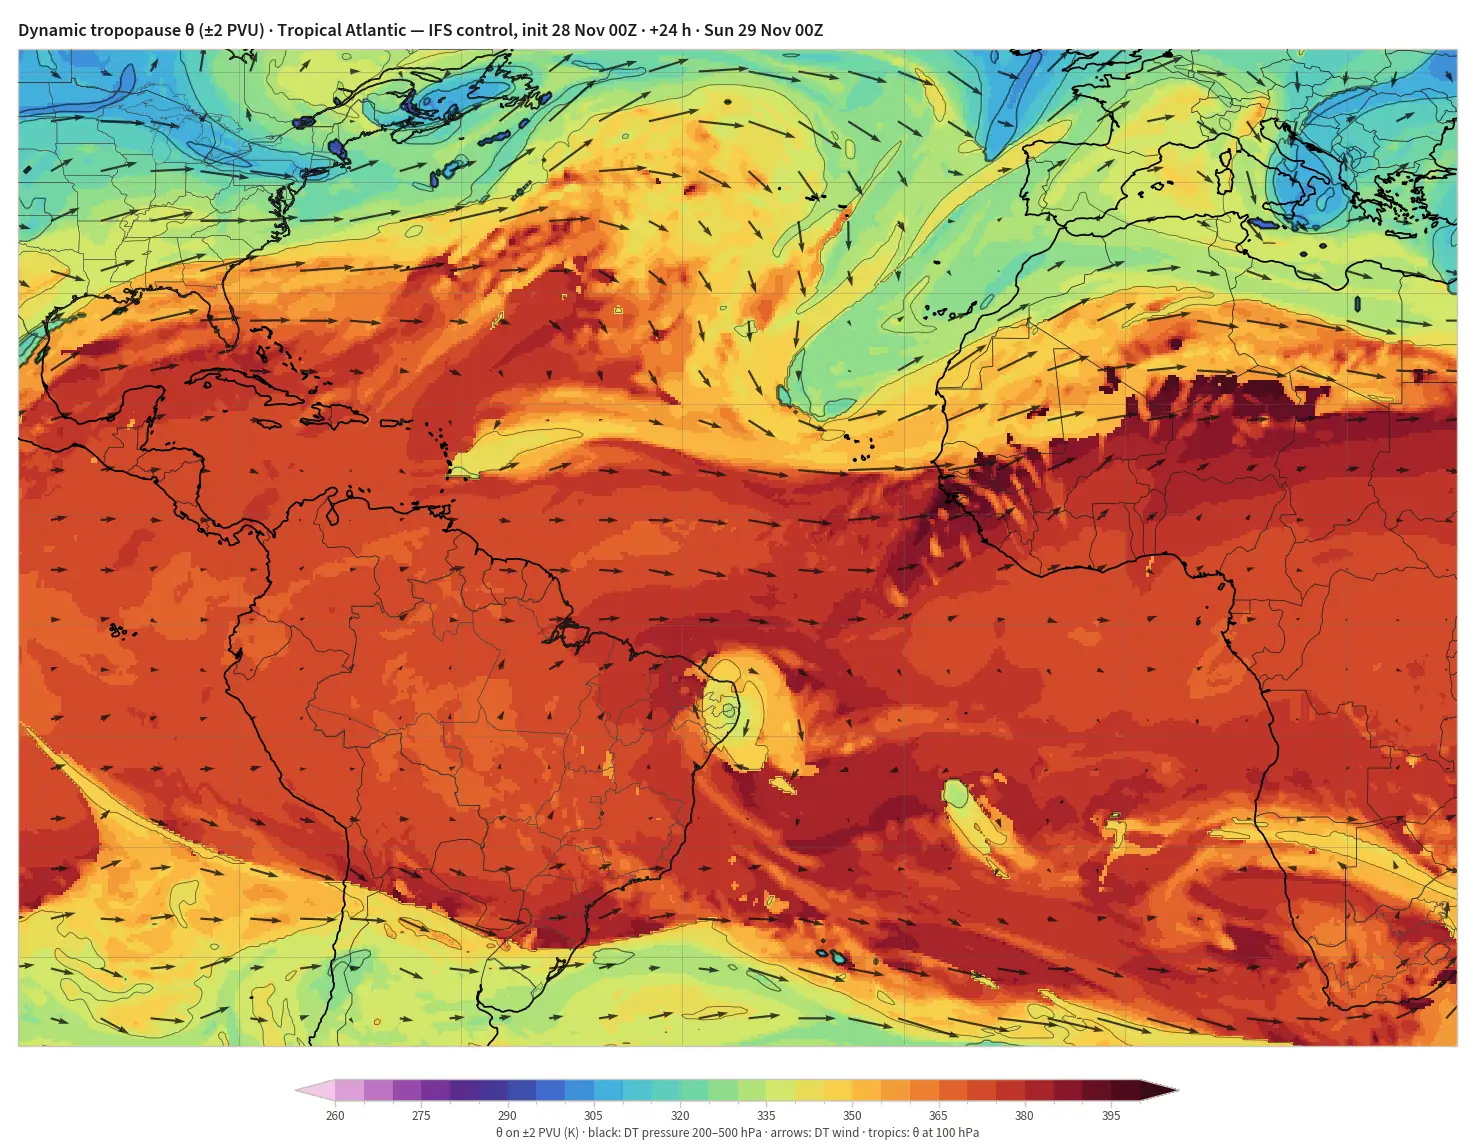 Dynamic tropopause θ (±2 PVU) · Tropical Atlantic — IFS control, init 28 Nov 00Z · +24 h · Sun 29 Nov 00Z
260 275 290 305 320 335 350 365 380 395
θ on ±2 PVU (K) · black: DT pressure 200–500 hPa · arrows: DT wind · tropics: θ at 100 hPa